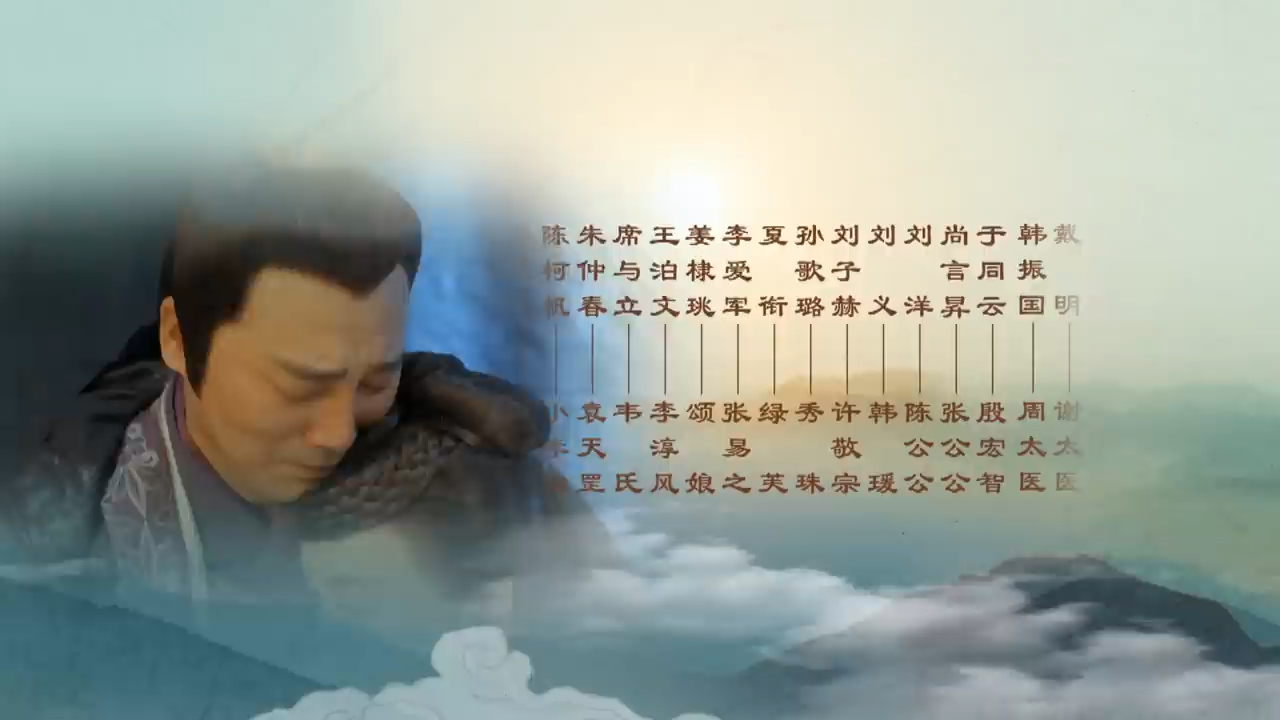 戴明 谢太医
韩振国 周太医
于同云 殷宏智
尚言昇 张公公
刘洋 陈公公
刘义 韩瑗
刘子赫 许敬宗
孙歌璐 秀珠
夏衔 绿芙
李爱军 张易之
姜棣珧 颂娘
王泊文 李淳风
席与立 韦氏
朱仲春 袁天罡
陈柯帆 小